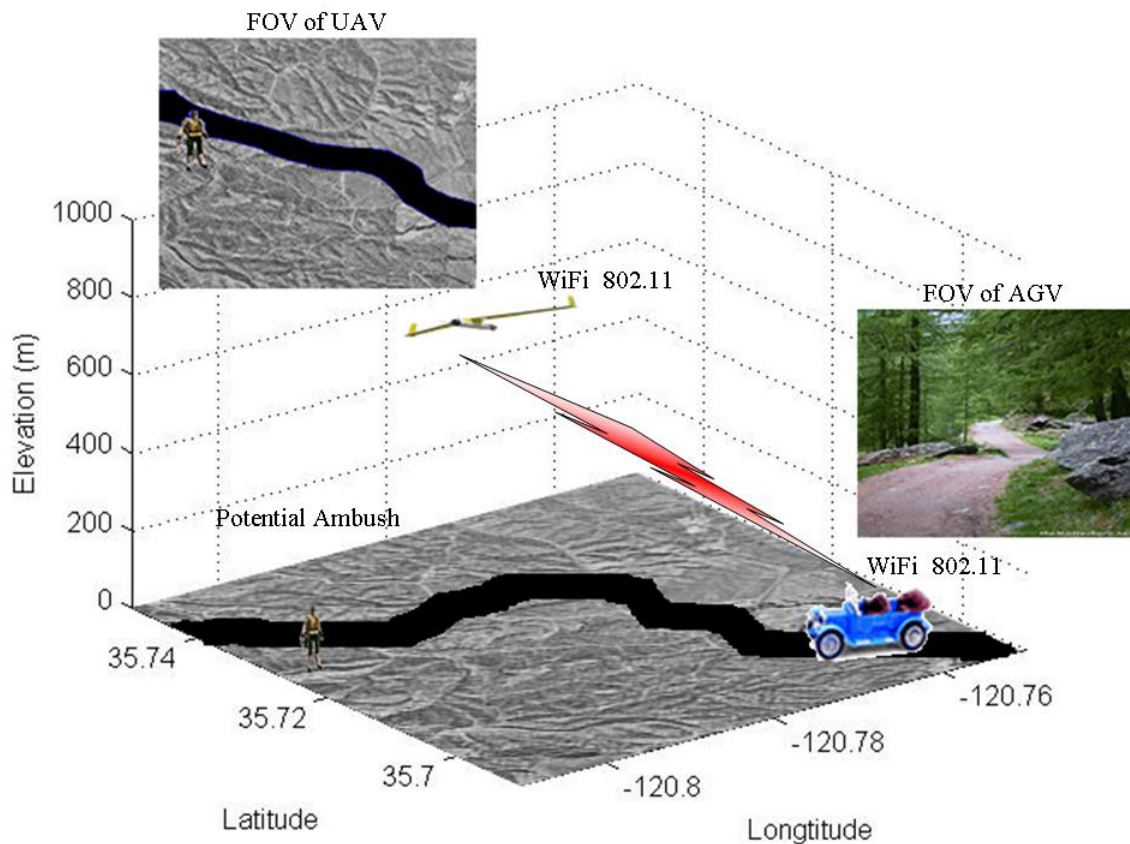 FOV of UAV
WiFi 802.11
FOV of AGV
1000
800
600
400
200
0
Elevation (m)
Potential Ambush
WiFi 802.11
35.74
35.72
35.7
Latitude
-120.8
-120.78
-120.76
Longtitude